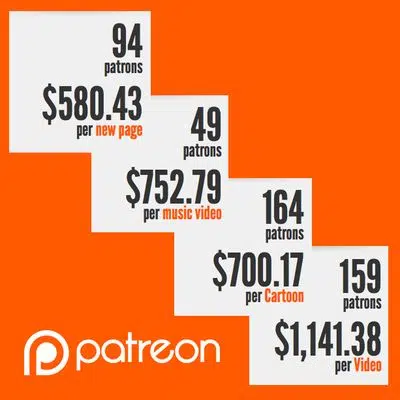 94
patrons
$580.43
per new page
49
patrons
$752.79
per music video
164
patrons
$700.17
per Cartoon
159
patrons
$1,141.38
per Video
patreon